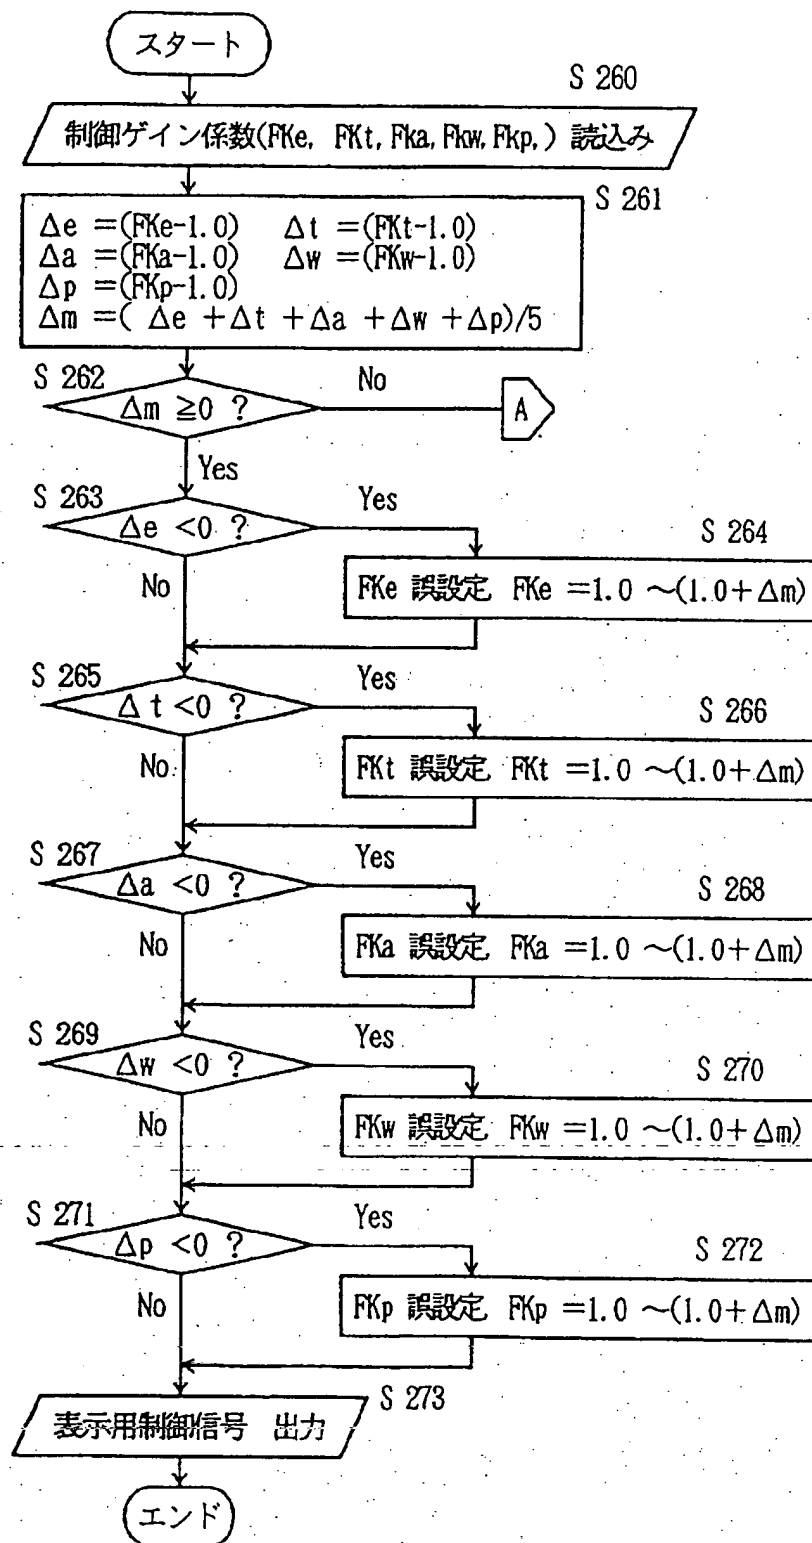 スタート
S 260
制御ゲイン係数(FKe, FKt, Fka, Fkw, Fkp,) 読込み
S 261
Δe =(FKe-1.0) Δt =(FKt-1.0)
Δa =(FKa-1.0) Δw =(FKw-1.0)
Δp =(FKp-1.0)
Δm =( Δe +Δt +Δa +Δw +Δp)/5
S 262
Δm ≧0 ?
No
A
Yes
S 263
Δe <0 ?
Yes
S 264
FKe 誤設定 FKe =1.0 ~(1.0+Δm)
No
S 265
Δt <0 ?
Yes
S 266
FKt 誤設定 FKt =1.0 ~(1.0+Δm)
No
S 267
Δa <0 ?
Yes
S 268
FKa 誤設定 FKa =1.0 ~(1.0+Δm)
No
S 269
Δw <0 ?
Yes
S 270
FKw 誤設定 FKw =1.0 ~(1.0+Δm)
No
S 271
Δp <0 ?
Yes
S 272
FKp 誤設定 FKp =1.0 ~(1.0+Δm)
No
S 273
表示用制御信号 出力
エンド